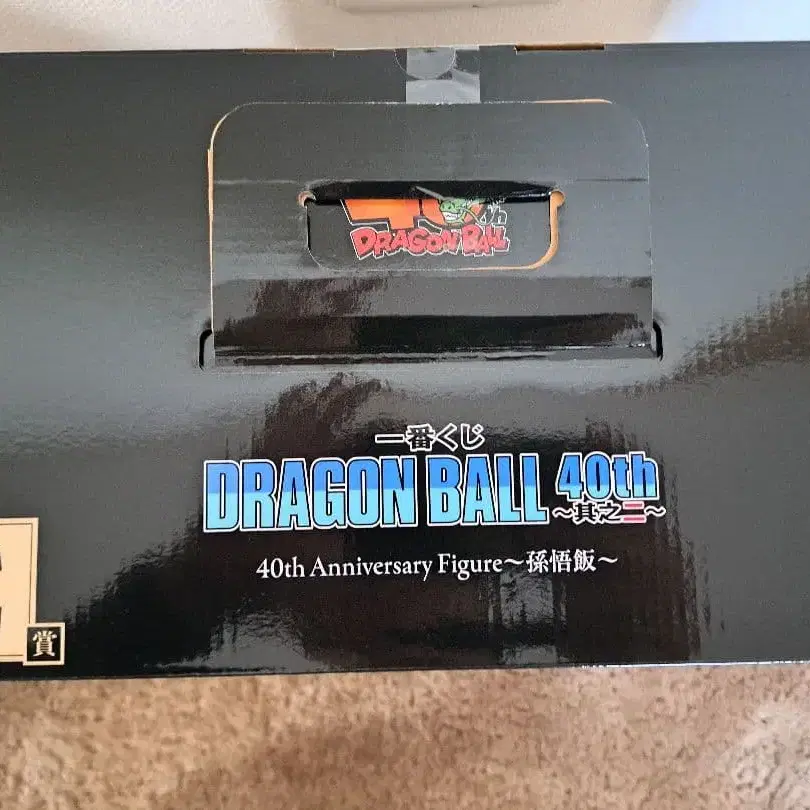 40th
DRAGON BALL
一番くじ
DRAGON BALL 40th
～其之二～
40th Anniversary Figure～孫悟飯～
賞